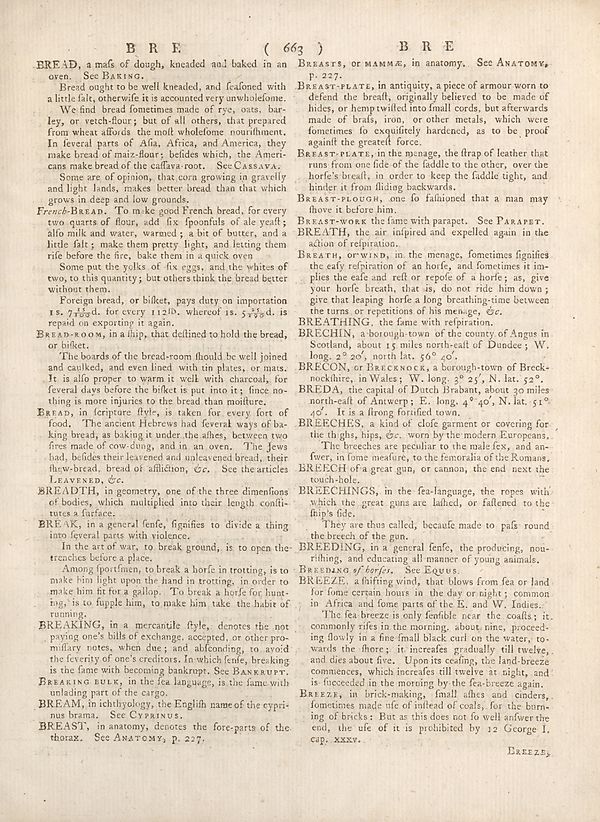 BRE ( 663 ) BRE
BREAD, a maſs of dough, kneaded and baked in an
oven. See BAKING.
Bread ought to be well kneaded, and ſeaſoned with
a little ſalt, otherwiſe it is accounted very unwholeſome.
We find bread ſometimes made of rye, oats, bar-
ley, or vetch-flour; but of all others, that prepared
from wheat affords the moſt wholeſome nouriſhment.
In ſeveral parts of Aſia, Africa, and America, they
make bread of maiz-flour; beſides which, the Ameri-
cans make bread of the caſſava-root. See CASSAVA.
Some are of opinion, that corn growing in gravelly
and light lands, makes better bread than that which
grows in deep and low grounds.
French-BREAD. To make good French bread, for every
two quarts of flour, add ſix ſpoonfuls of ale yeaſt;
alſo milk and water, warmed; a bit of butter, and a
little ſalt; make them pretty light, and letting them
riſe before the fire, bake them in a quick oven
Some put the yolks of ſix eggs, and the whites of
two, to this quantity; but others think the bread better
without them.
Foreign bread, or biſket, pays duty on importation
1 s. d. for every 112lb. whereof 1s. d. is
repaid on exporting it again.
BREAD-ROOM, in a ſhip, that deſtined to hold the bread,
or biſket.
The boards of the bread-room ſhould be well joined
and caulked, and even lined with tin plates, or mats.
It is alſo proper to warm it well with charcoal, for
ſeveral days before the biſket is put into it; ſince no-
thing is more injuries to the bread than moiſture.
BREAD, in ſcripture ſtyle, is taken for every ſort of
food. The ancient Hebrews had ſeveral ways of ba-
king bread, as baking it under the aſhes, between two
fires made of cow-dung, and in an oven. The Jews
had, beſides their leavened and unleavened bread, their
ſhew-bread, bread of affliction, &c. See the articles
LEAVENED, &c.
BREADTH, in geometry, one of the three dimenſions
of bodies, which multiplied into their length conſti-
tutes a ſurface.
BREAK, in a general ſenſe, ſignifies to divide a thing
into ſeveral parts with violence.
In the art of war, to break ground, is to open the
trenches before a place.
Among ſportſmen, to break a horſe in trotting, is to
make him light upon the hand in trotting, in order to
make him fit for a gallop. To break a horſe for hunt-
ing, is to ſupple him, to make him take the habit of
running.
BREAKING, in a mercantile ſtyle, denotes the not
paying one's bills of exchange, accepted, or other pro-
miſſary notes, when due; and abſconding, to avoid
the ſeverity of one's creditors. In which ſenſe, breaking
is the ſame with becoming bankrupt. See BANKRUPT.
BREAKING BULK, in the ſea language, is the ſame with
unlading part of the cargo.
BREAM, in ichthyology, the Engliſh name of the cypri-
nus brama. See CYPRINUS.
BREAST, in anatomy, denotes the fore-parts of the
thorax. See ANATOMY, p. 227.
BREASTS, or MAMMÆ, in anatomy. See ANATOMY,
p. 227.
BREAST-PLATE, in antiquity, a piece of armour worn to
defend the breaſt, originally believed to be made of
hides, or hemp twiſted into ſmall cords, but afterwards
made of braſs, iron, or other metals, which were
ſometimes ſo exquiſitely hardened, as to be proof
againſt the greateſt force.
BREAST-PLATE, in the menage, the ſtrap of leather that
runs from one ſide of the ſaddle to the other, over the
horſe's breaſt, in order to keep the ſaddle tight, and
hinder it from ſliding backwards.
BREAST-PLOUGH, one ſo faſhioned that a man may
ſhove it before him.
BREAST-WORK the ſame with parapet. See PARAPET.
BREATH, the air inſpired and expelled again in the
action of reſpiration.
BREATH, or WIND, in the menage, ſometimes ſignifies
the eaſy reſpiration of an horſe, and ſometimes it im-
plies the eaſe and reſt or repoſe of a horſe; as, give
your horſe breath, that is, do not ride him down;
give that leaping horſe a long breathing-time between
the turns or repetitions of his menage, &c.
BREATHING, the ſame with reſpiration.
BRECHIN, a borough-town of the county of Angus in
Scotland, about 15 miles north-eaſt of Dundee; W.
long. 2° 20', north lat. 56° 40'.
BRECON, or BRECKNOCK, a borough-town of Breck-
nockſhire, in Wales; W. long. 3° 25', N. lat. 52°.
BREDA, the capital of Dutch Brabant, about 30 miles
north-eaſt of Antwerp; E. long. 4° 40', N. lat. 51°
40'. It is a ſtrong fortified town.
BREECHES, a kind of cloſe garment or covering for
the thighs, hips, &c. worn by the modern Europeans.
The breeches are peculiar to the male ſex, and an-
ſwer, in ſome meaſure, to the femoralia of the Romans.
BREECH of a great gun, or cannon, the end next the
touch-hole.
BREECHINGS, in the ſea-language, the ropes with
which the great guns are laſhed, or faſtened to the
ſhip's ſide.
They are thus called, becauſe made to paſs round
the breech of the gun.
BREEDING, in a general ſenſe, the producing, nou-
riſhing, and educating all manner of young animals.
BREEDING of horſes. See EQUUS.
BREEZE, a ſhifting wind, that blows from ſea or land
for ſome certain hours in the day or night; common
in Africa and ſome parts of the E. and W. Indies.
The ſea-breeze is only ſenſible near the coaſts; it
commonly riſes in the morning, about nine, proceed-
ing ſlowly in a fine ſmall black curl on the water, to-
wards the ſhore; it increaſes gradually till twelve,
and dies about five. Upon its ceaſing, the land-breeze
commences, which increaſes till twelve at night, and
is ſucceeded in the morning by the ſea-breeze again.
BREEZE, in brick-making, ſmall aſhes and cinders,
ſometimes made uſe of inſtead of coals, for the burn-
ing of bricks: But as this does not ſo well anſwer the
end, the uſe of it is prohibited by 12 George I.
cap. xxxv.
BREEZE,